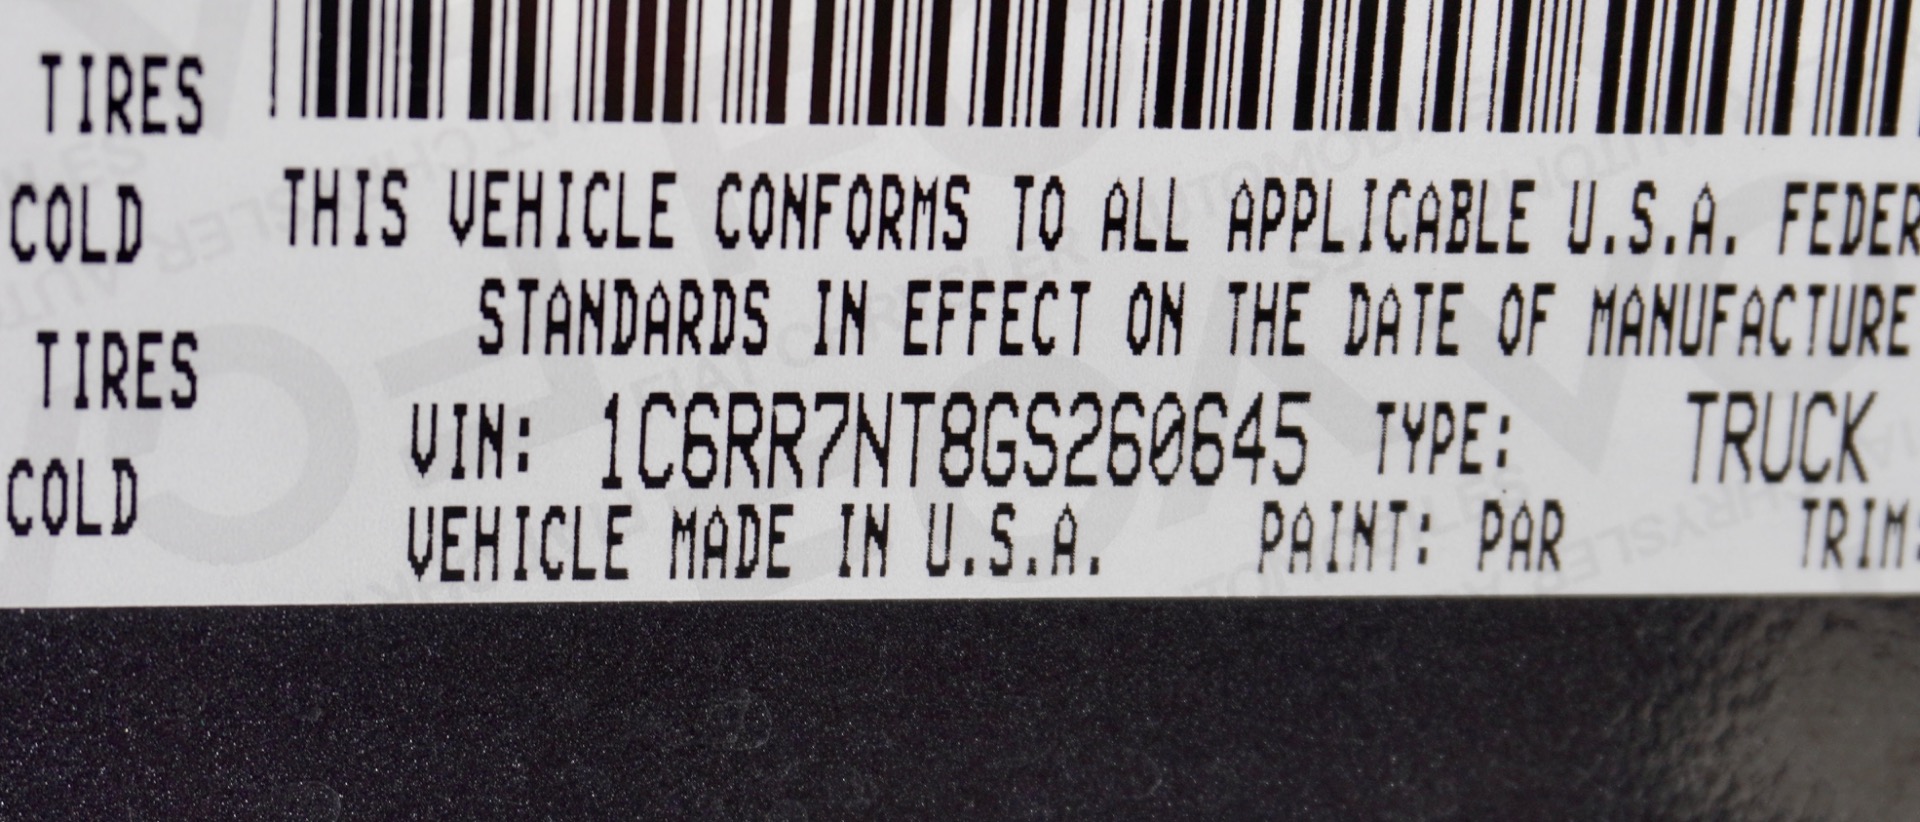 TIRES
COLD
TIRES
COLD
THIS VEHICLE CONFORMS TO ALL APPLICABLE U.S.A. FEDER
STANDARDS IN EFFECT ON THE DATE OF MANUFACTURE
VIN: 1C6RR7NT8GS260645 TYPE: TRUCK
VEHICLE MADE IN U.S.A. PAINT: PAR TRIM: